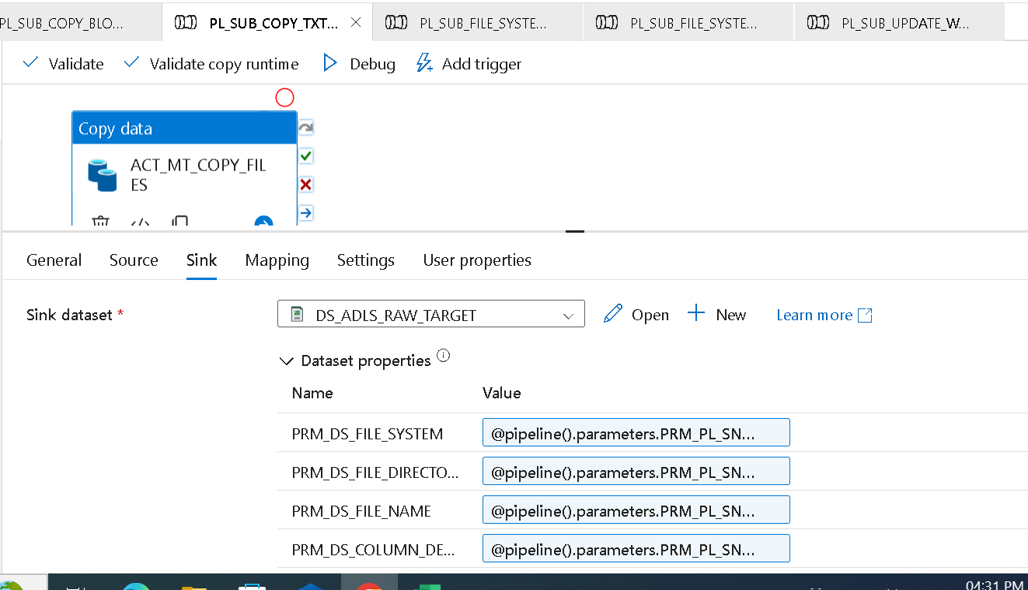 PL_SUB_COPY_BLO...
PL_SUB_COPY_TXT...
PL_SUB_FILE_SYSTE...
PL_SUB_FILE_SYSTE...
PL_SUB_UPDATE_W...
Validate
Validate copy runtime
Debug
Add trigger
Copy data
ACT_MT_COPY_FIL
ES
General
Source
Sink
Mapping
Settings
User properties
Sink dataset *
DS_ADLS_RAW_TARGET
Open
New
Learn more
Dataset properties
Name
Value
PRM_DS_FILE_SYSTEM
@pipeline().parameters.PRM_PL_SN...
PRM_DS_FILE_DIRECTO...
@pipeline().parameters.PRM_PL_SN...
PRM_DS_FILE_NAME
@pipeline().parameters.PRM_PL_SN...
PRM_DS_COLUMN_DE...
@pipeline().parameters.PRM_PL_SN...
04:31 PM